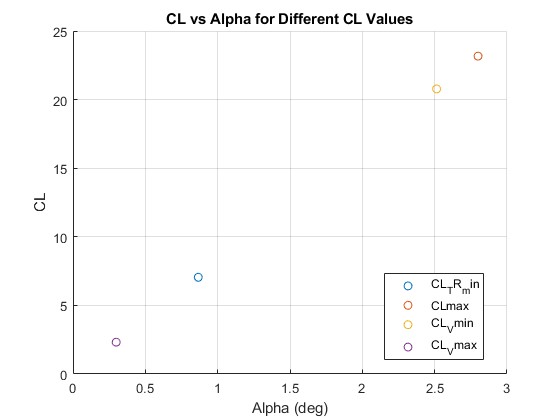 CL vs Alpha for Different CL Values
25
20
15
10
5
0
CL
0 0.5 1 1.5 2 2.5 3
Alpha (deg)
CL_TR_min
CLmax
CL_Vmin
CL_Vmax